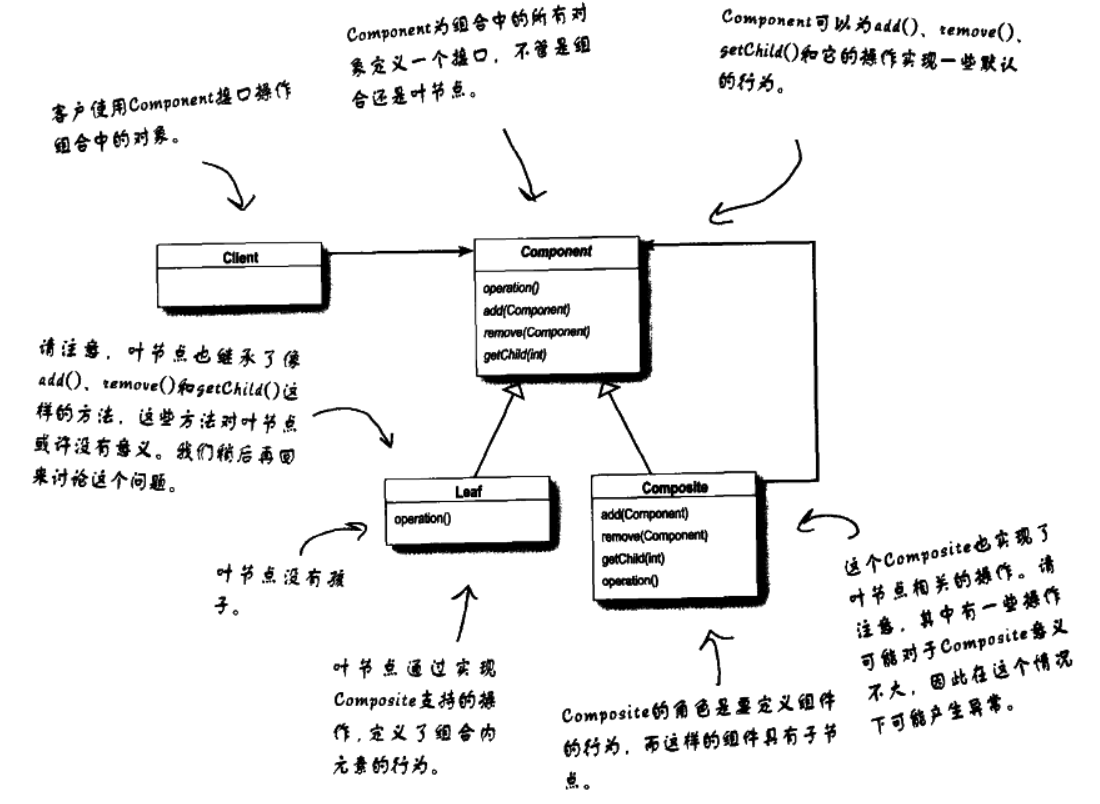 Component为组合中的所有对
象定义一个接口，不管是组
合还是叶节点。
Component可以为add()、remove()、
getChild()和它的操作实现一些默认
的行为。
客户使用Component接口操作
组合中的对象。
Client
Component
operation()
add(Component)
remove(Component)
getChild(int)
请注意，叶节点也继承了像
add()、remove()和getChild()这
样的方法，这些方法对叶节点
或许没有意义。我们稍后再回
来讨论这个问题。
Leaf
operation()
Composite
add(Component)
remove(Component)
getChild(int)
operation()
叶节点没有孩
子。
这个Composite也实现了
叶节点相关的操作。请
注意，其中有一些操作
可能对于Composite意义
不大，因此在这个情况
下可能产生异常。
叶节点通过实现
Composite支持的操
作，定义了组合内
元素的行为。
Composite的角色是要定义组件
的行为，而这样的组件具有子节
点。